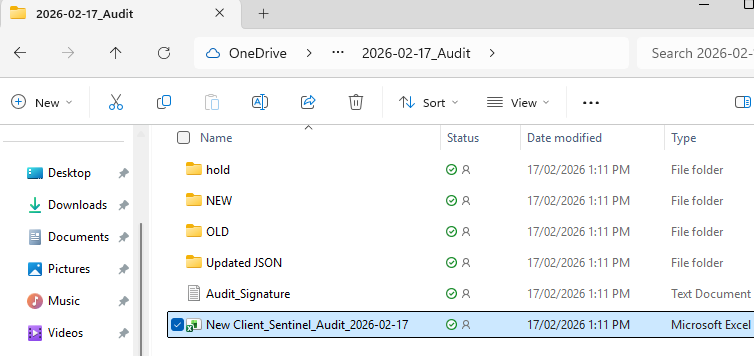 2026-02-17_Audit
OneDrive ... 2026-02-17_Audit Search 2026-02-
New Sort View ...
Name Status Date modified Type
Desktop hold 17/02/2026 1:11 PM File folder
Downloads NEW 17/02/2026 1:11 PM File folder
Documents OLD 17/02/2026 1:11 PM File folder
Pictures Updated JSON 17/02/2026 1:11 PM File folder
Music Audit_Signature 17/02/2026 1:11 PM Text Document
Videos New Client_Sentinel_Audit_2026-02-17 17/02/2026 1:11 PM Microsoft Excel